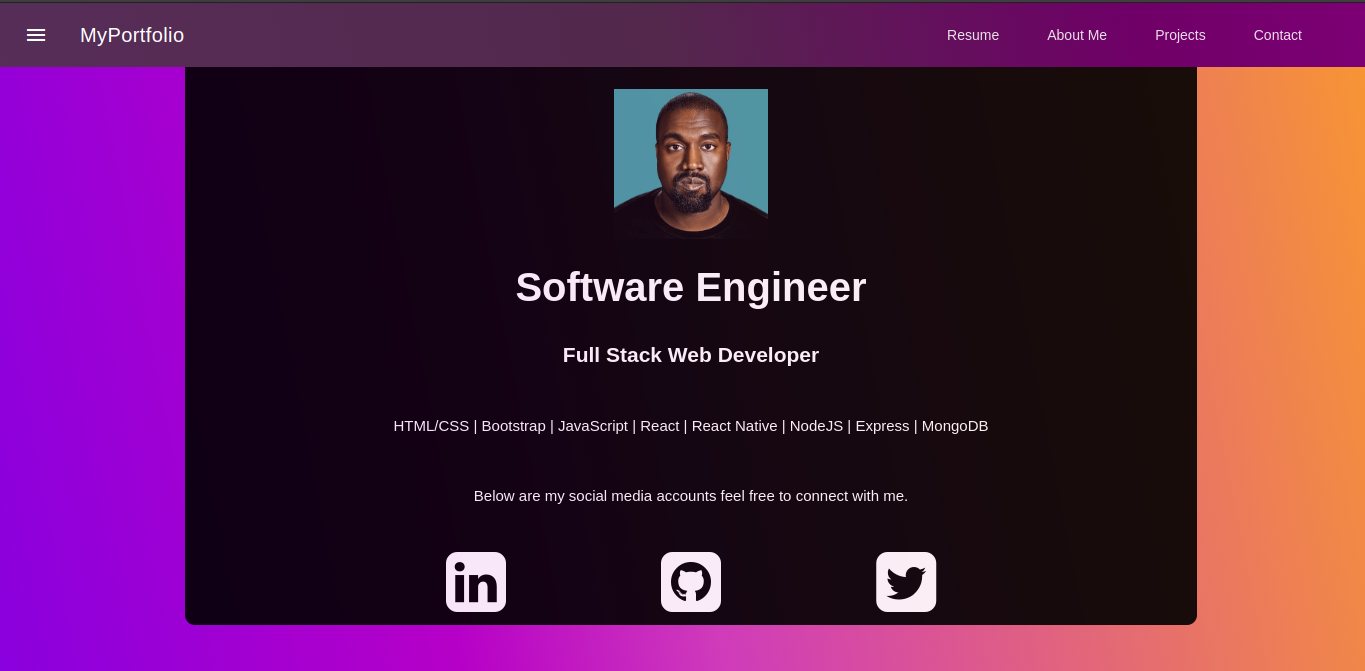 MyPortfolio Resume About Me Projects Contact
Software Engineer
Full Stack Web Developer
HTML/CSS | Bootstrap | JavaScript | React | React Native | NodeJS | Express | MongoDB
Below are my social media accounts feel free to connect with me.
in